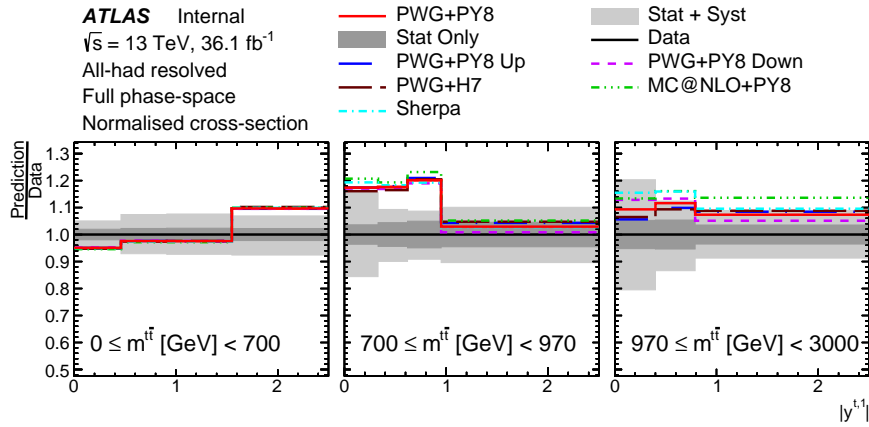 ATLAS Internal
√s = 13 TeV, 36.1 fb⁻¹
All-had resolved
Full phase-space
Normalised cross-section
PWG+PY8
Stat Only
PWG+PY8 Up
PWG+H7
Sherpa
Stat + Syst
Data
PWG+PY8 Down
MC@NLO+PY8
Prediction
Data
1.3
1.2
1.1
1.0
0.9
0.8
0.7
0.6
0.5
0 ≤ m^{tt̄} [GeV] < 700
700 ≤ m^{tt̄} [GeV] < 970
970 ≤ m^{tt̄} [GeV] < 3000
0 1 2
0 1 2
0 1 2
|y^{t,1}|